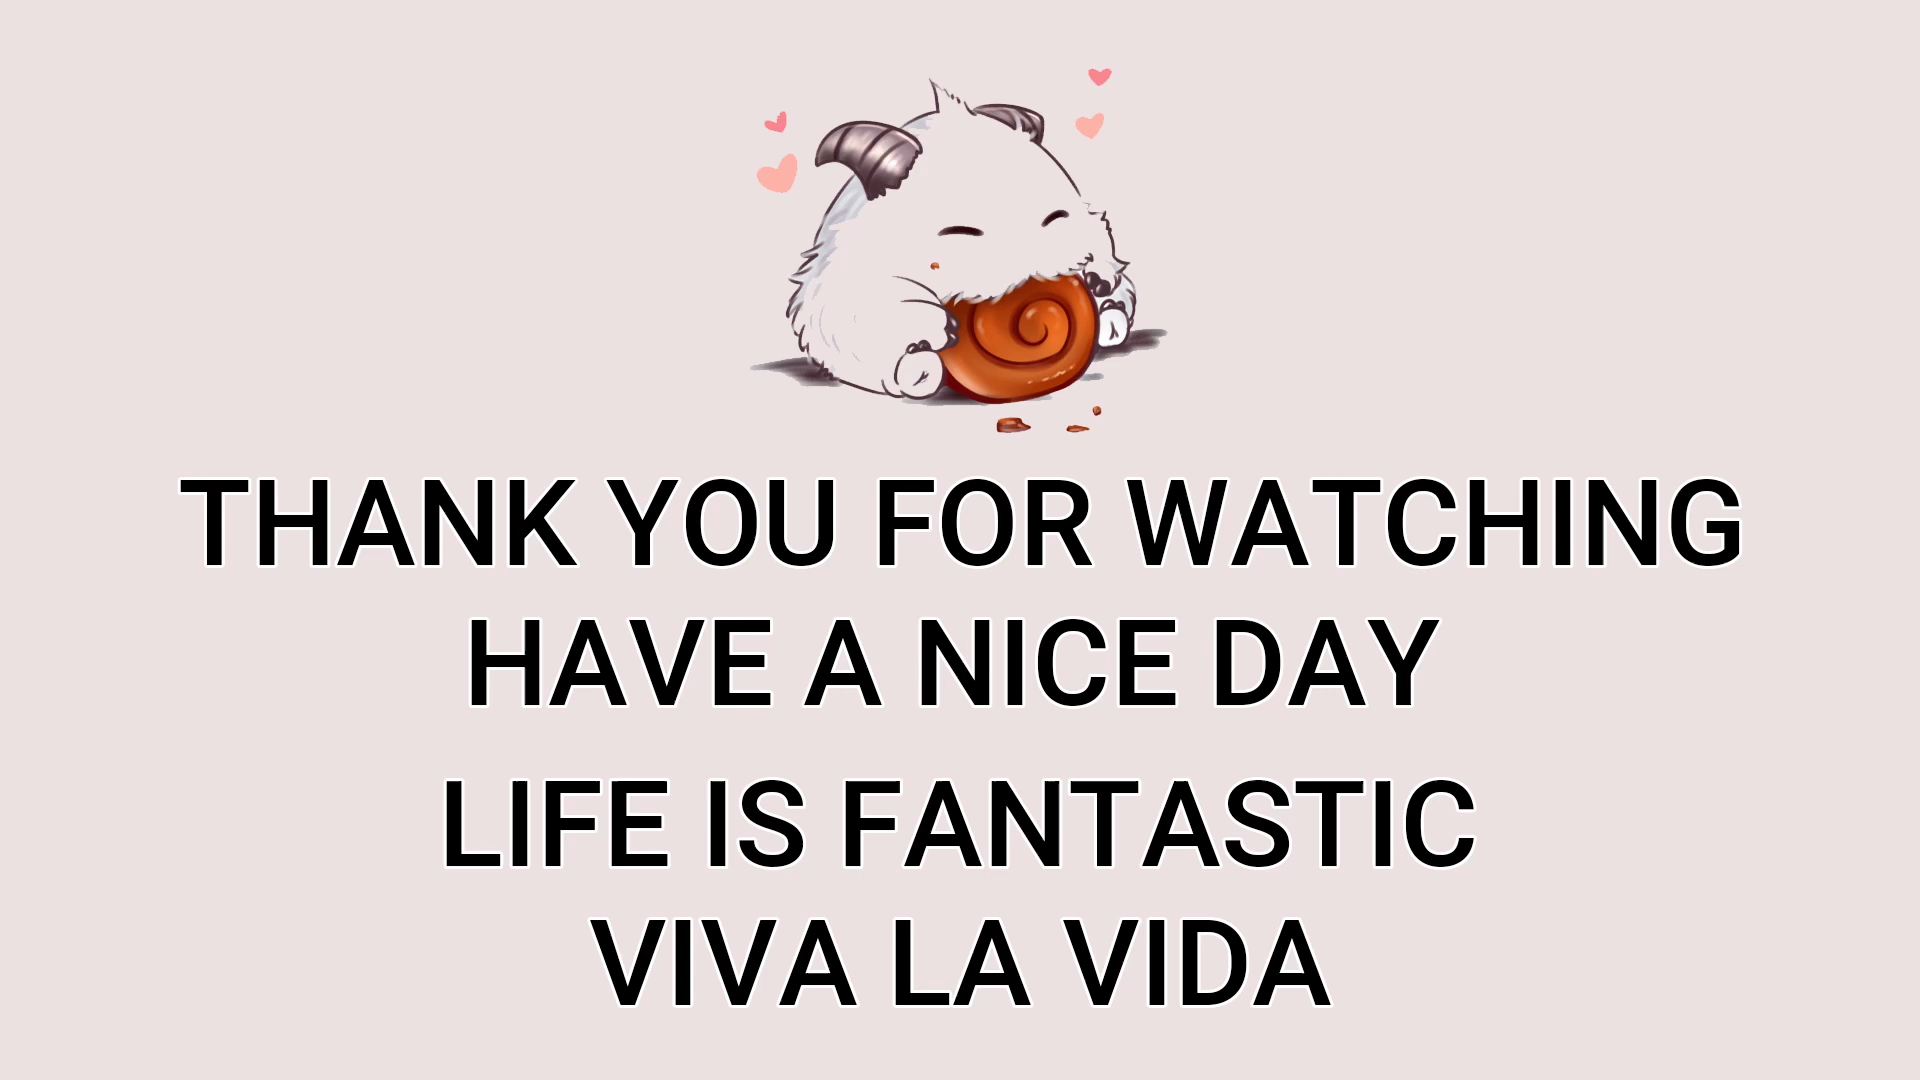 THANK YOU FOR WATCHING
HAVE A NICE DAY
LIFE IS FANTASTIC
VIVA LA VIDA